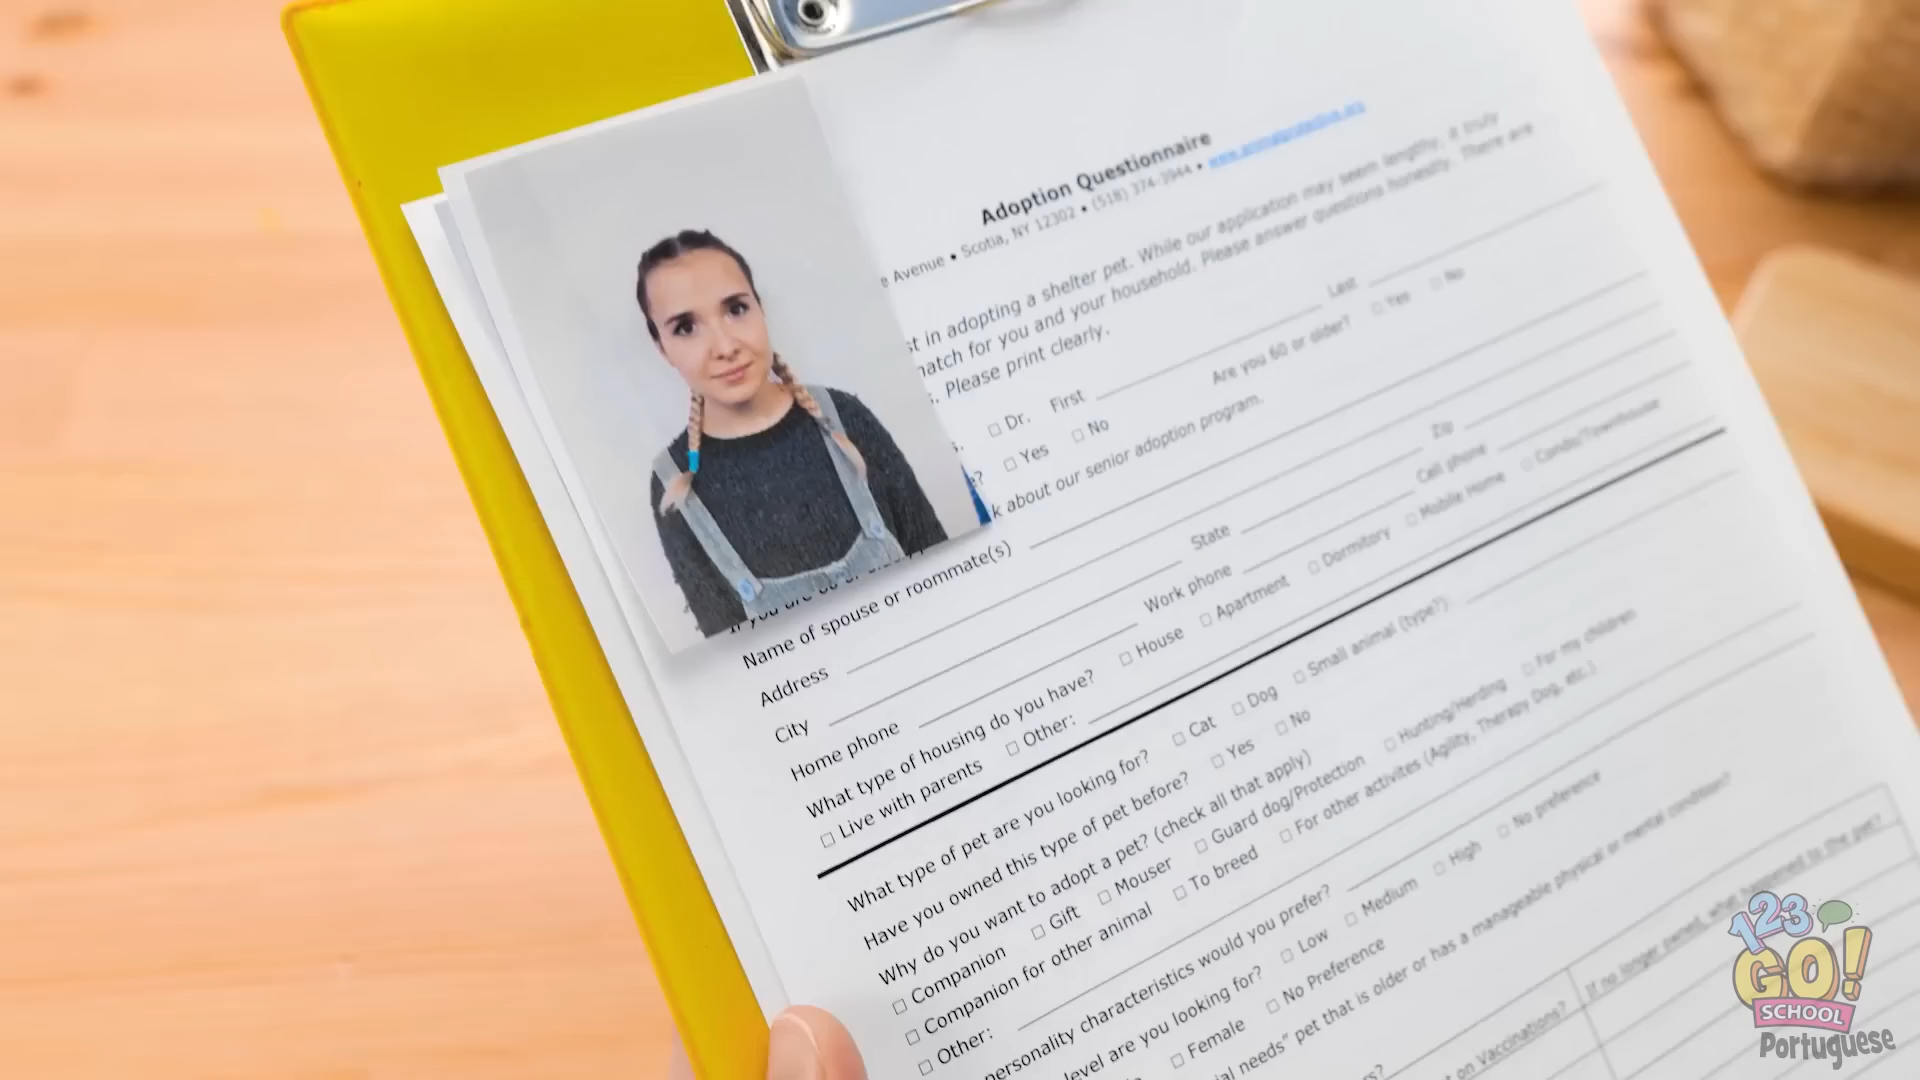 Adoption Questionnaire
e Avenue • Scotia, NY 12302 • (518) 374-3944 •
st in adopting a shelter pet. While our application may seem lengthy, it truly
match for you and your household. Please answer questions honestly. There are
s. Please print clearly.
s. □ Dr. First Last
e? □ Yes □ No Are you 60 or older? □ Yes □ No
If you are 60 or older, k about our senior adoption program.
Name of spouse or roommate(s)
Address
City State Zip
Home phone Work phone Cell phone
What type of housing do you have? □ House □ Apartment □ Dormitory □ Mobile Home □ Condo/Townhouse
□ Live with parents □ Other:
What type of pet are you looking for? □ Cat □ Dog □ Small animal (type?)
Have you owned this type of pet before? □ Yes □ No
Why do you want to adopt a pet? (check all that apply)
□ Companion □ Gift □ Mouser □ Guard dog/Protection □ Hunting/Herding □ For my children
□ Companion for other animal □ To breed □ For other activites (Agility, Therapy Dog, etc.)
□ Other:
personality characteristics would you prefer?
level are you looking for? □ Low □ Medium □ High □ No preference
□ Female □ No Preference
ial needs" pet that is older or has a manageable physical or mental condition?
on Vaccinations? If no longer owned, what happened to the pet?
123
GO!
SCHOOL
Portuguese